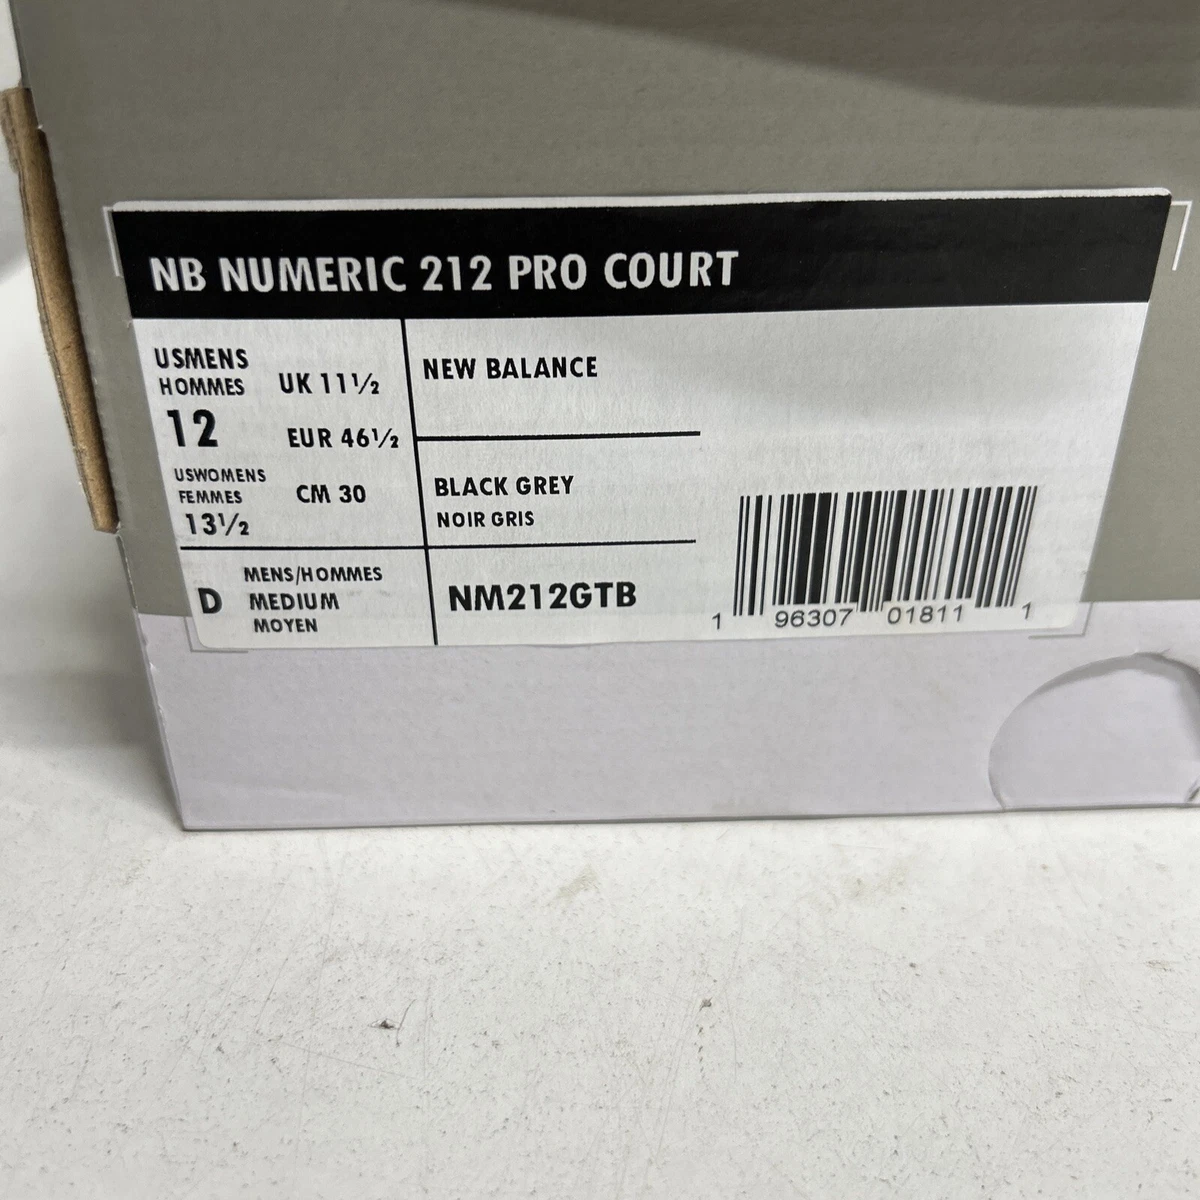 NB NUMERIC 212 PRO COURT
USMENS
HOMMES
12
UK 11½
EUR 46½
USWOMENS
FEMMES
13½
CM 30
NEW BALANCE
BLACK GREY
NOIR GRIS
D
MENS/HOMMES
MEDIUM
MOYEN
NM212GTB
1 96307 01811 1